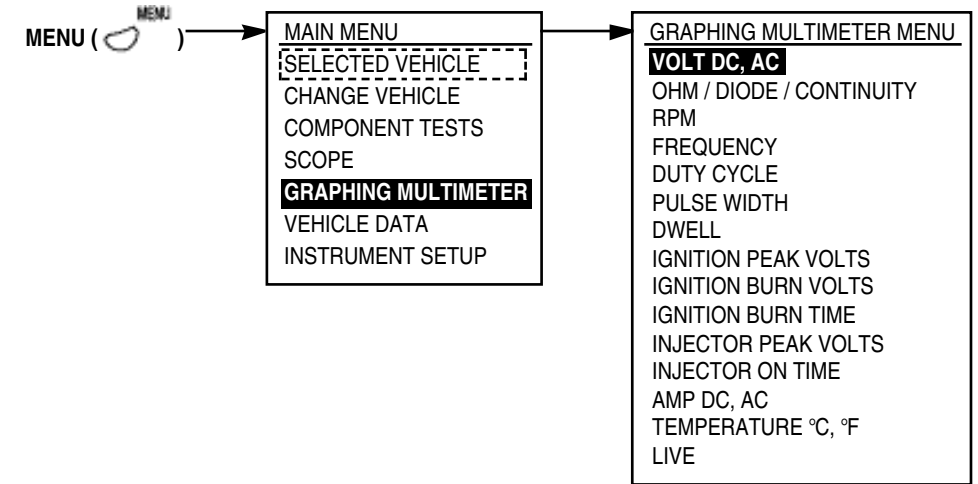 MENU
MENU ( )
MAIN MENU
SELECTED VEHICLE
CHANGE VEHICLE
COMPONENT TESTS
SCOPE
GRAPHING MULTIMETER
VEHICLE DATA
INSTRUMENT SETUP
GRAPHING MULTIMETER MENU
VOLT DC, AC
OHM / DIODE / CONTINUITY
RPM
FREQUENCY
DUTY CYCLE
PULSE WIDTH
DWELL
IGNITION PEAK VOLTS
IGNITION BURN VOLTS
IGNITION BURN TIME
INJECTOR PEAK VOLTS
INJECTOR ON TIME
AMP DC, AC
TEMPERATURE °C, °F
LIVE